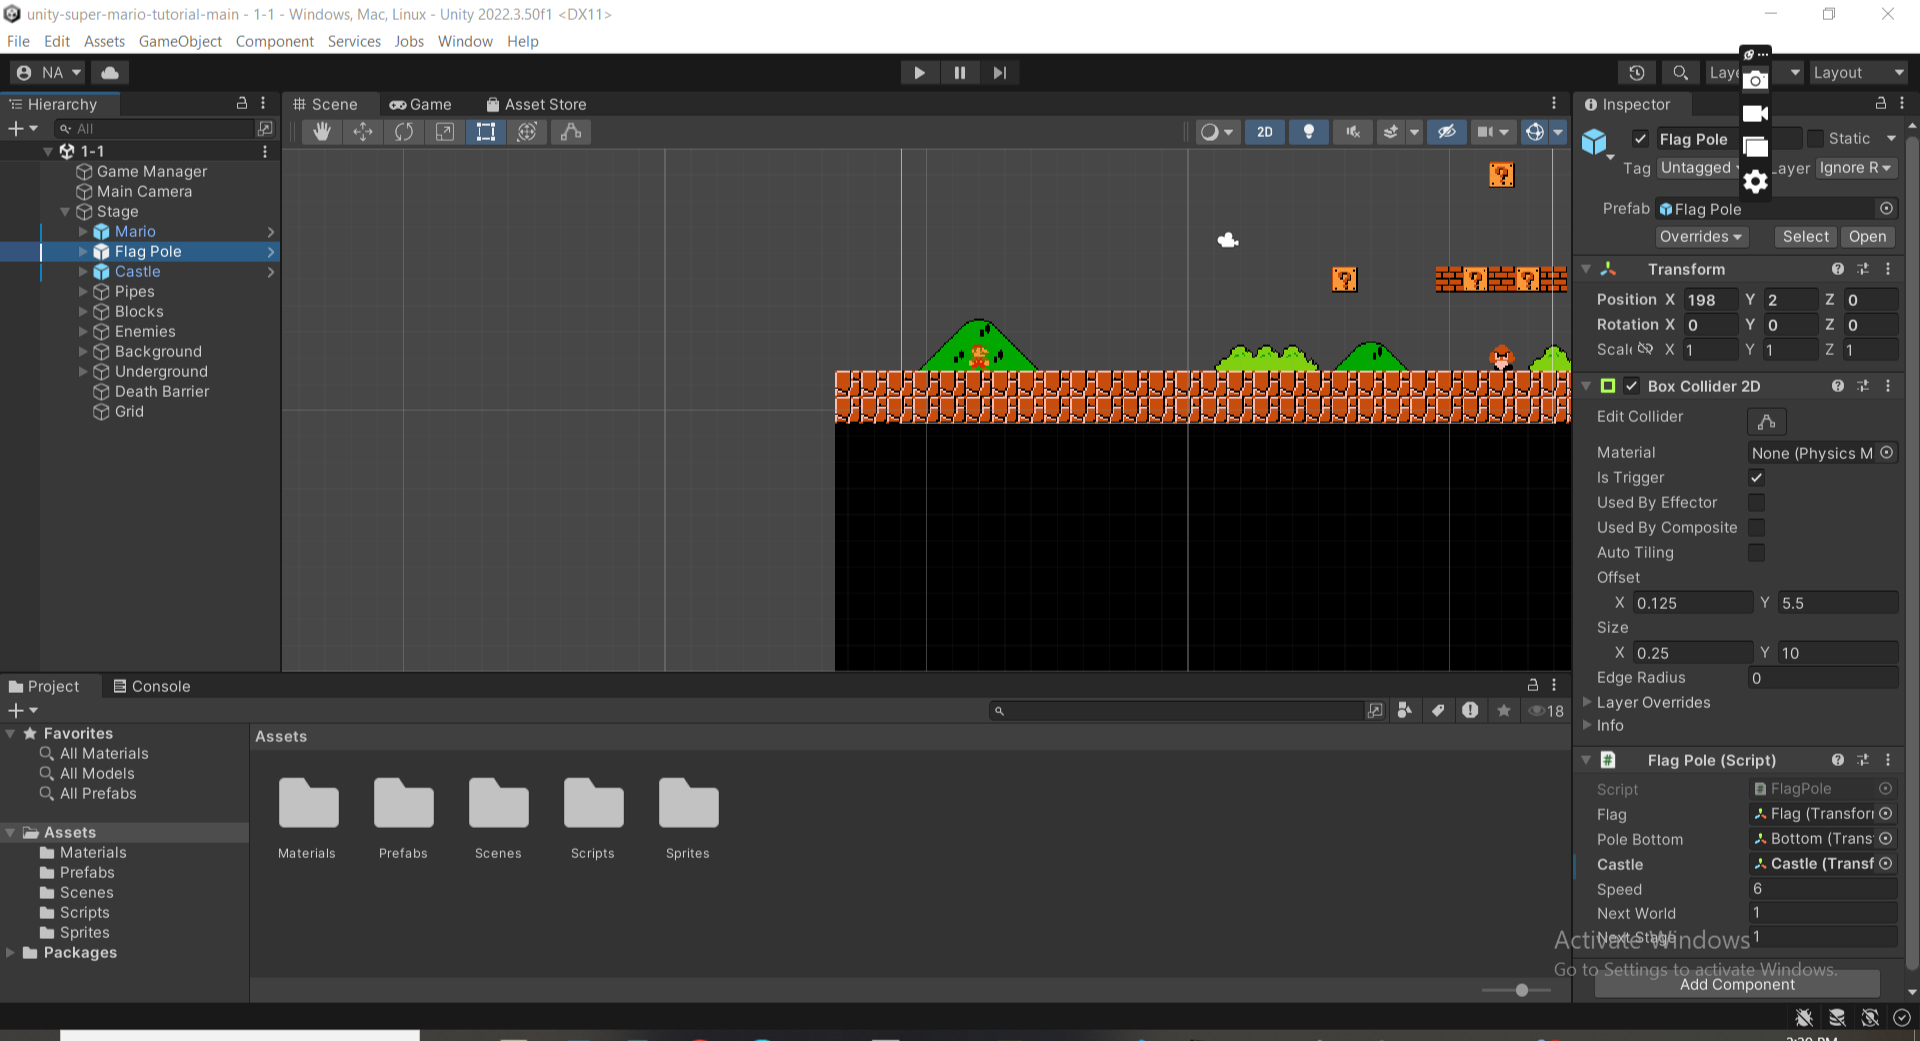 unity-super-mario-tutorial-main - 1-1 - Windows, Mac, Linux - Unity 2022.3.50f1 <DX11>
File Edit Assets GameObject Component Services Jobs Window Help
NA
Layout
Hierarchy
All
1-1
Game Manager
Main Camera
Stage
Mario
Flag Pole
Castle
Pipes
Blocks
Enemies
Background
Underground
Death Barrier
Grid
Scene Game Asset Store
2D
Inspector
Flag Pole Static
Tag Untagged Layer Ignore R
Prefab Flag Pole
Overrides Select Open
Transform
Position X 198 Y 2 Z 0
Rotation X 0 Y 0 Z 0
Scale X 1 Y 1 Z 1
Box Collider 2D
Edit Collider
Material None (Physics M
Is Trigger
Used By Effector
Used By Composite
Auto Tiling
Offset
X 0.125 Y 5.5
Size
X 0.25 Y 10
Edge Radius 0
Layer Overrides
Info
Flag Pole (Script)
Script FlagPole
Flag Flag (Transforr
Pole Bottom Bottom (Trans
Castle Castle (Transf
Speed 6
Next World 1
Next Stage 1
Activate Windows
Go to Settings to activate Windows.
Add Component
Project Console
18
Favorites
All Materials
All Models
All Prefabs
Assets
Materials
Prefabs
Scenes
Scripts
Sprites
Packages
Assets
Materials Prefabs Scenes Scripts Sprites